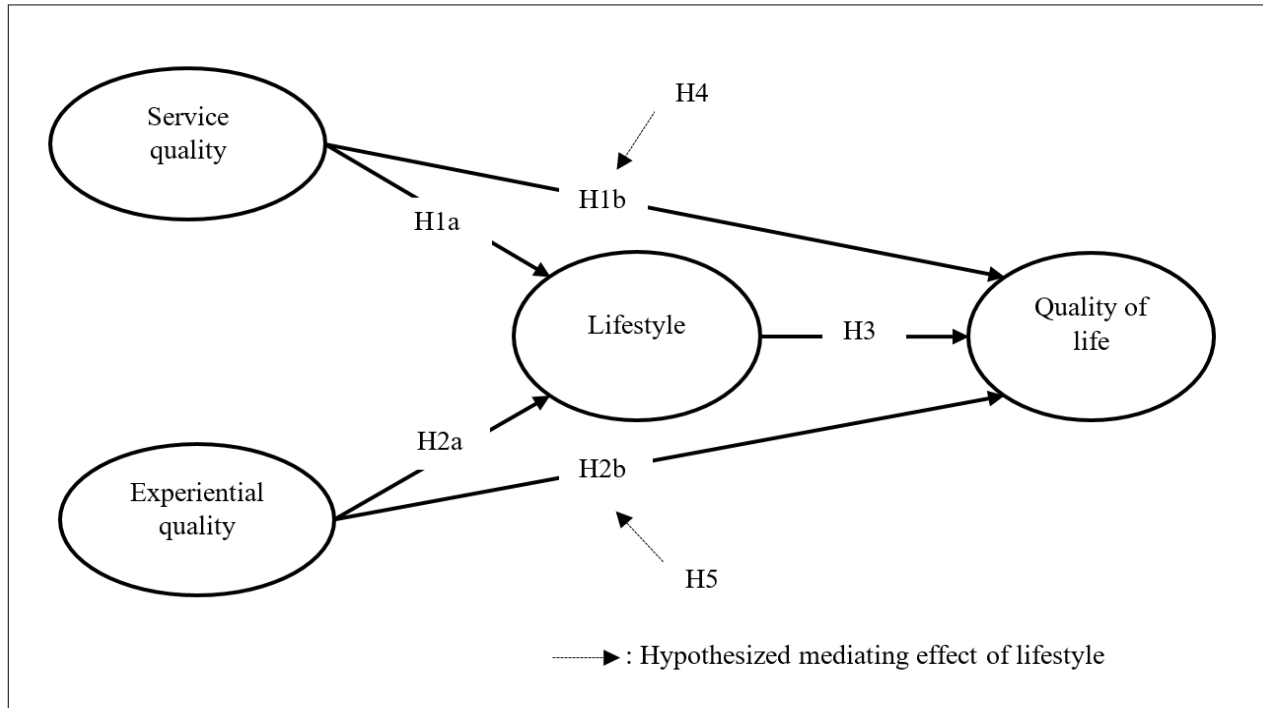 Service
quality
H4
H1b
H1a
Lifestyle
H3
Quality of
life
H2a
H2b
Experiential
quality
H5
: Hypothesized mediating effect of lifestyle